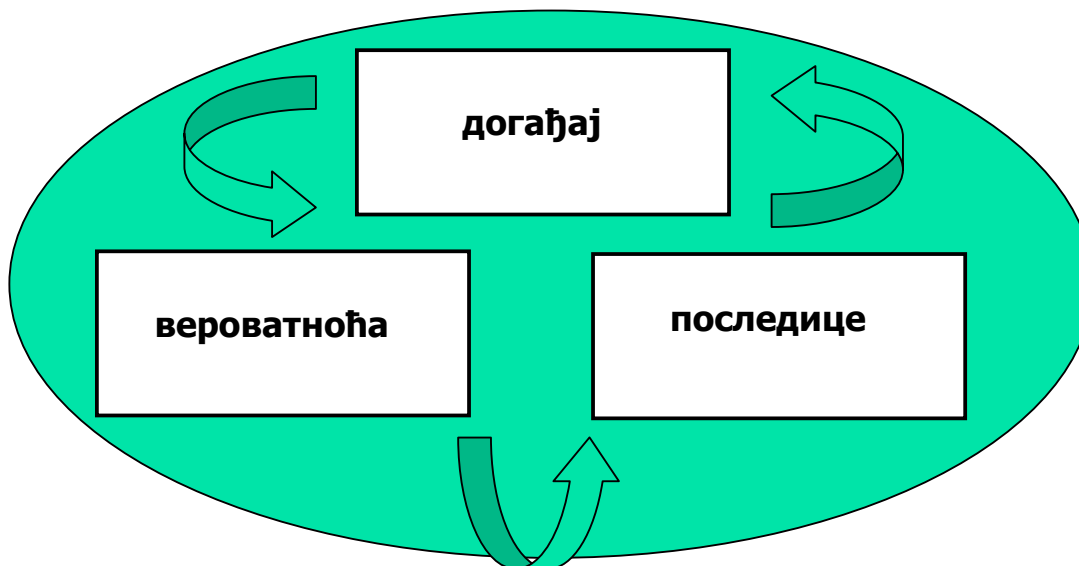 догађај
вероватноћа
последице